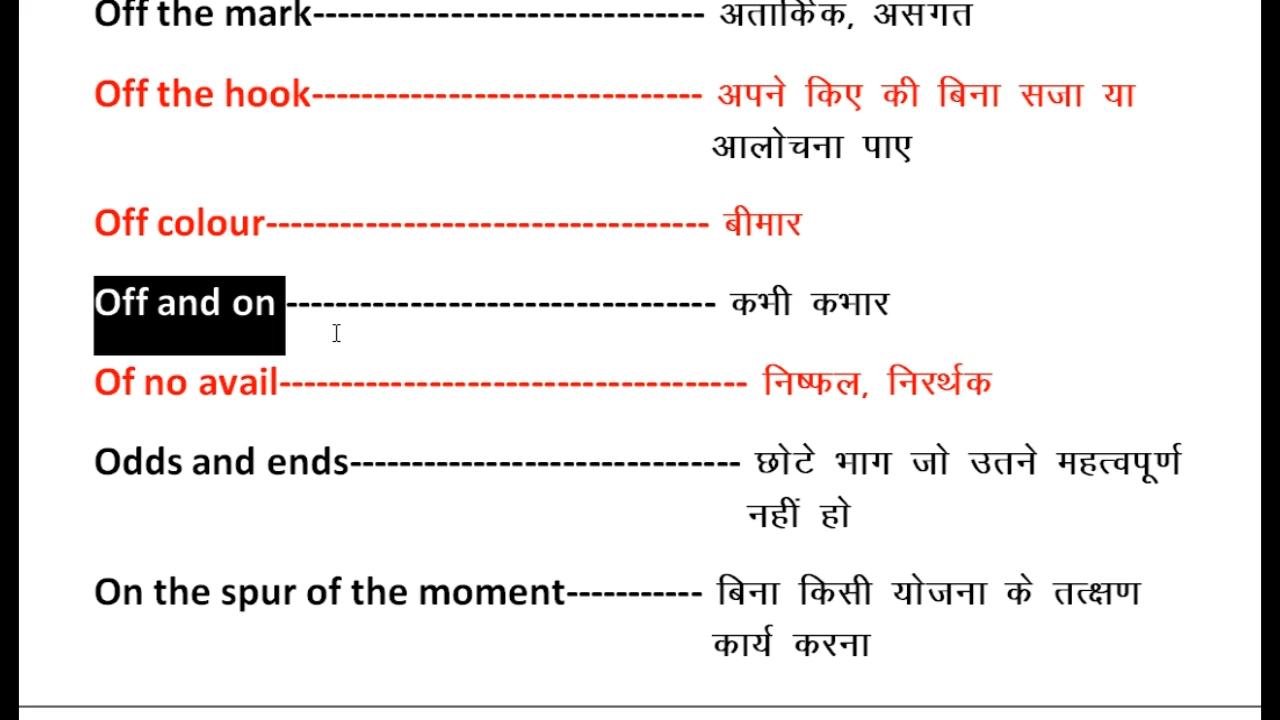 Off the mark------------------------------- अतार्किक, असंगत
Off the hook------------------------------- अपने किए की बिना सजा या
आलोचना पाए
Off colour----------------------------------- बीमार
Off and on ---------------------------------- कभी कभार
Of no avail------------------------------------- निष्फल, निरर्थक
Odds and ends------------------------------- छोटे भाग जो उतने महत्वपूर्ण
नहीं हो
On the spur of the moment----------- बिना किसी योजना के तत्क्षण
कार्य करना